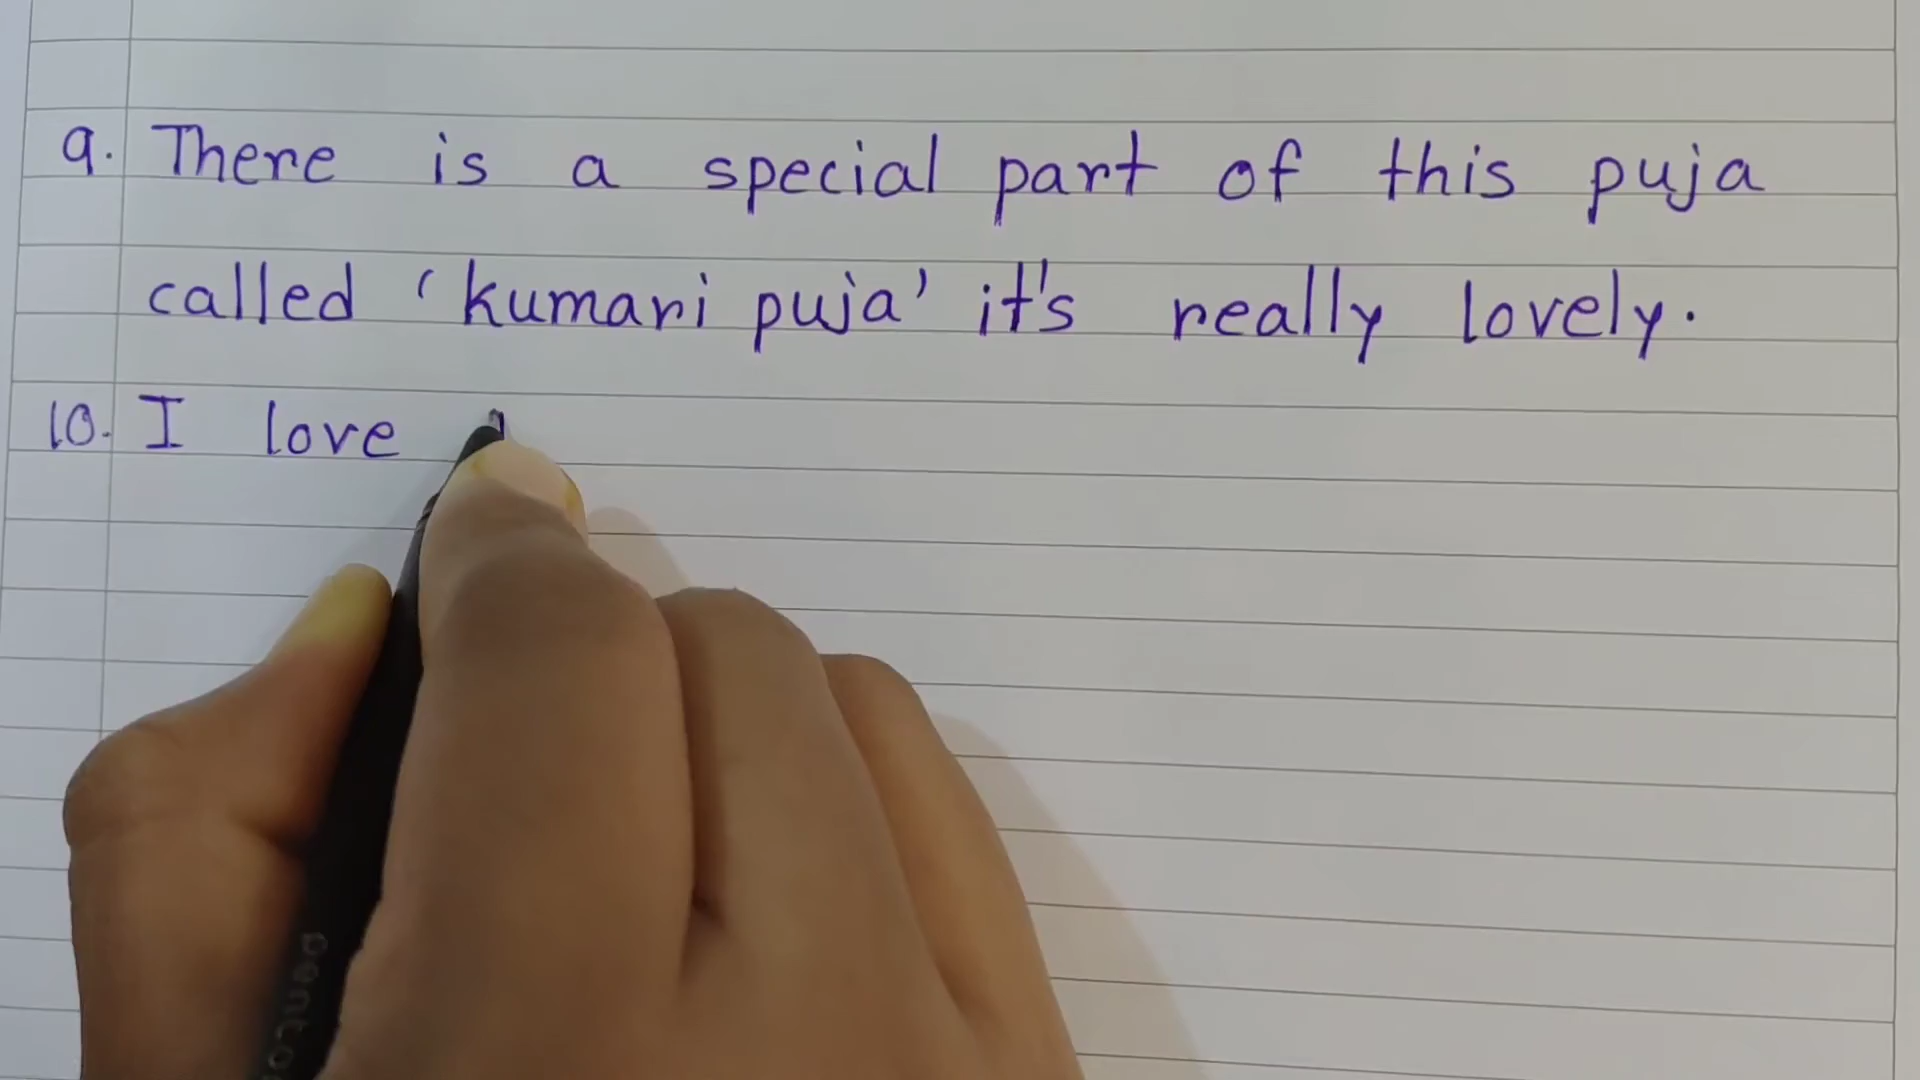 9. There is a special part of this puja
called 'kumari puja' it's really lovely.
10. I love